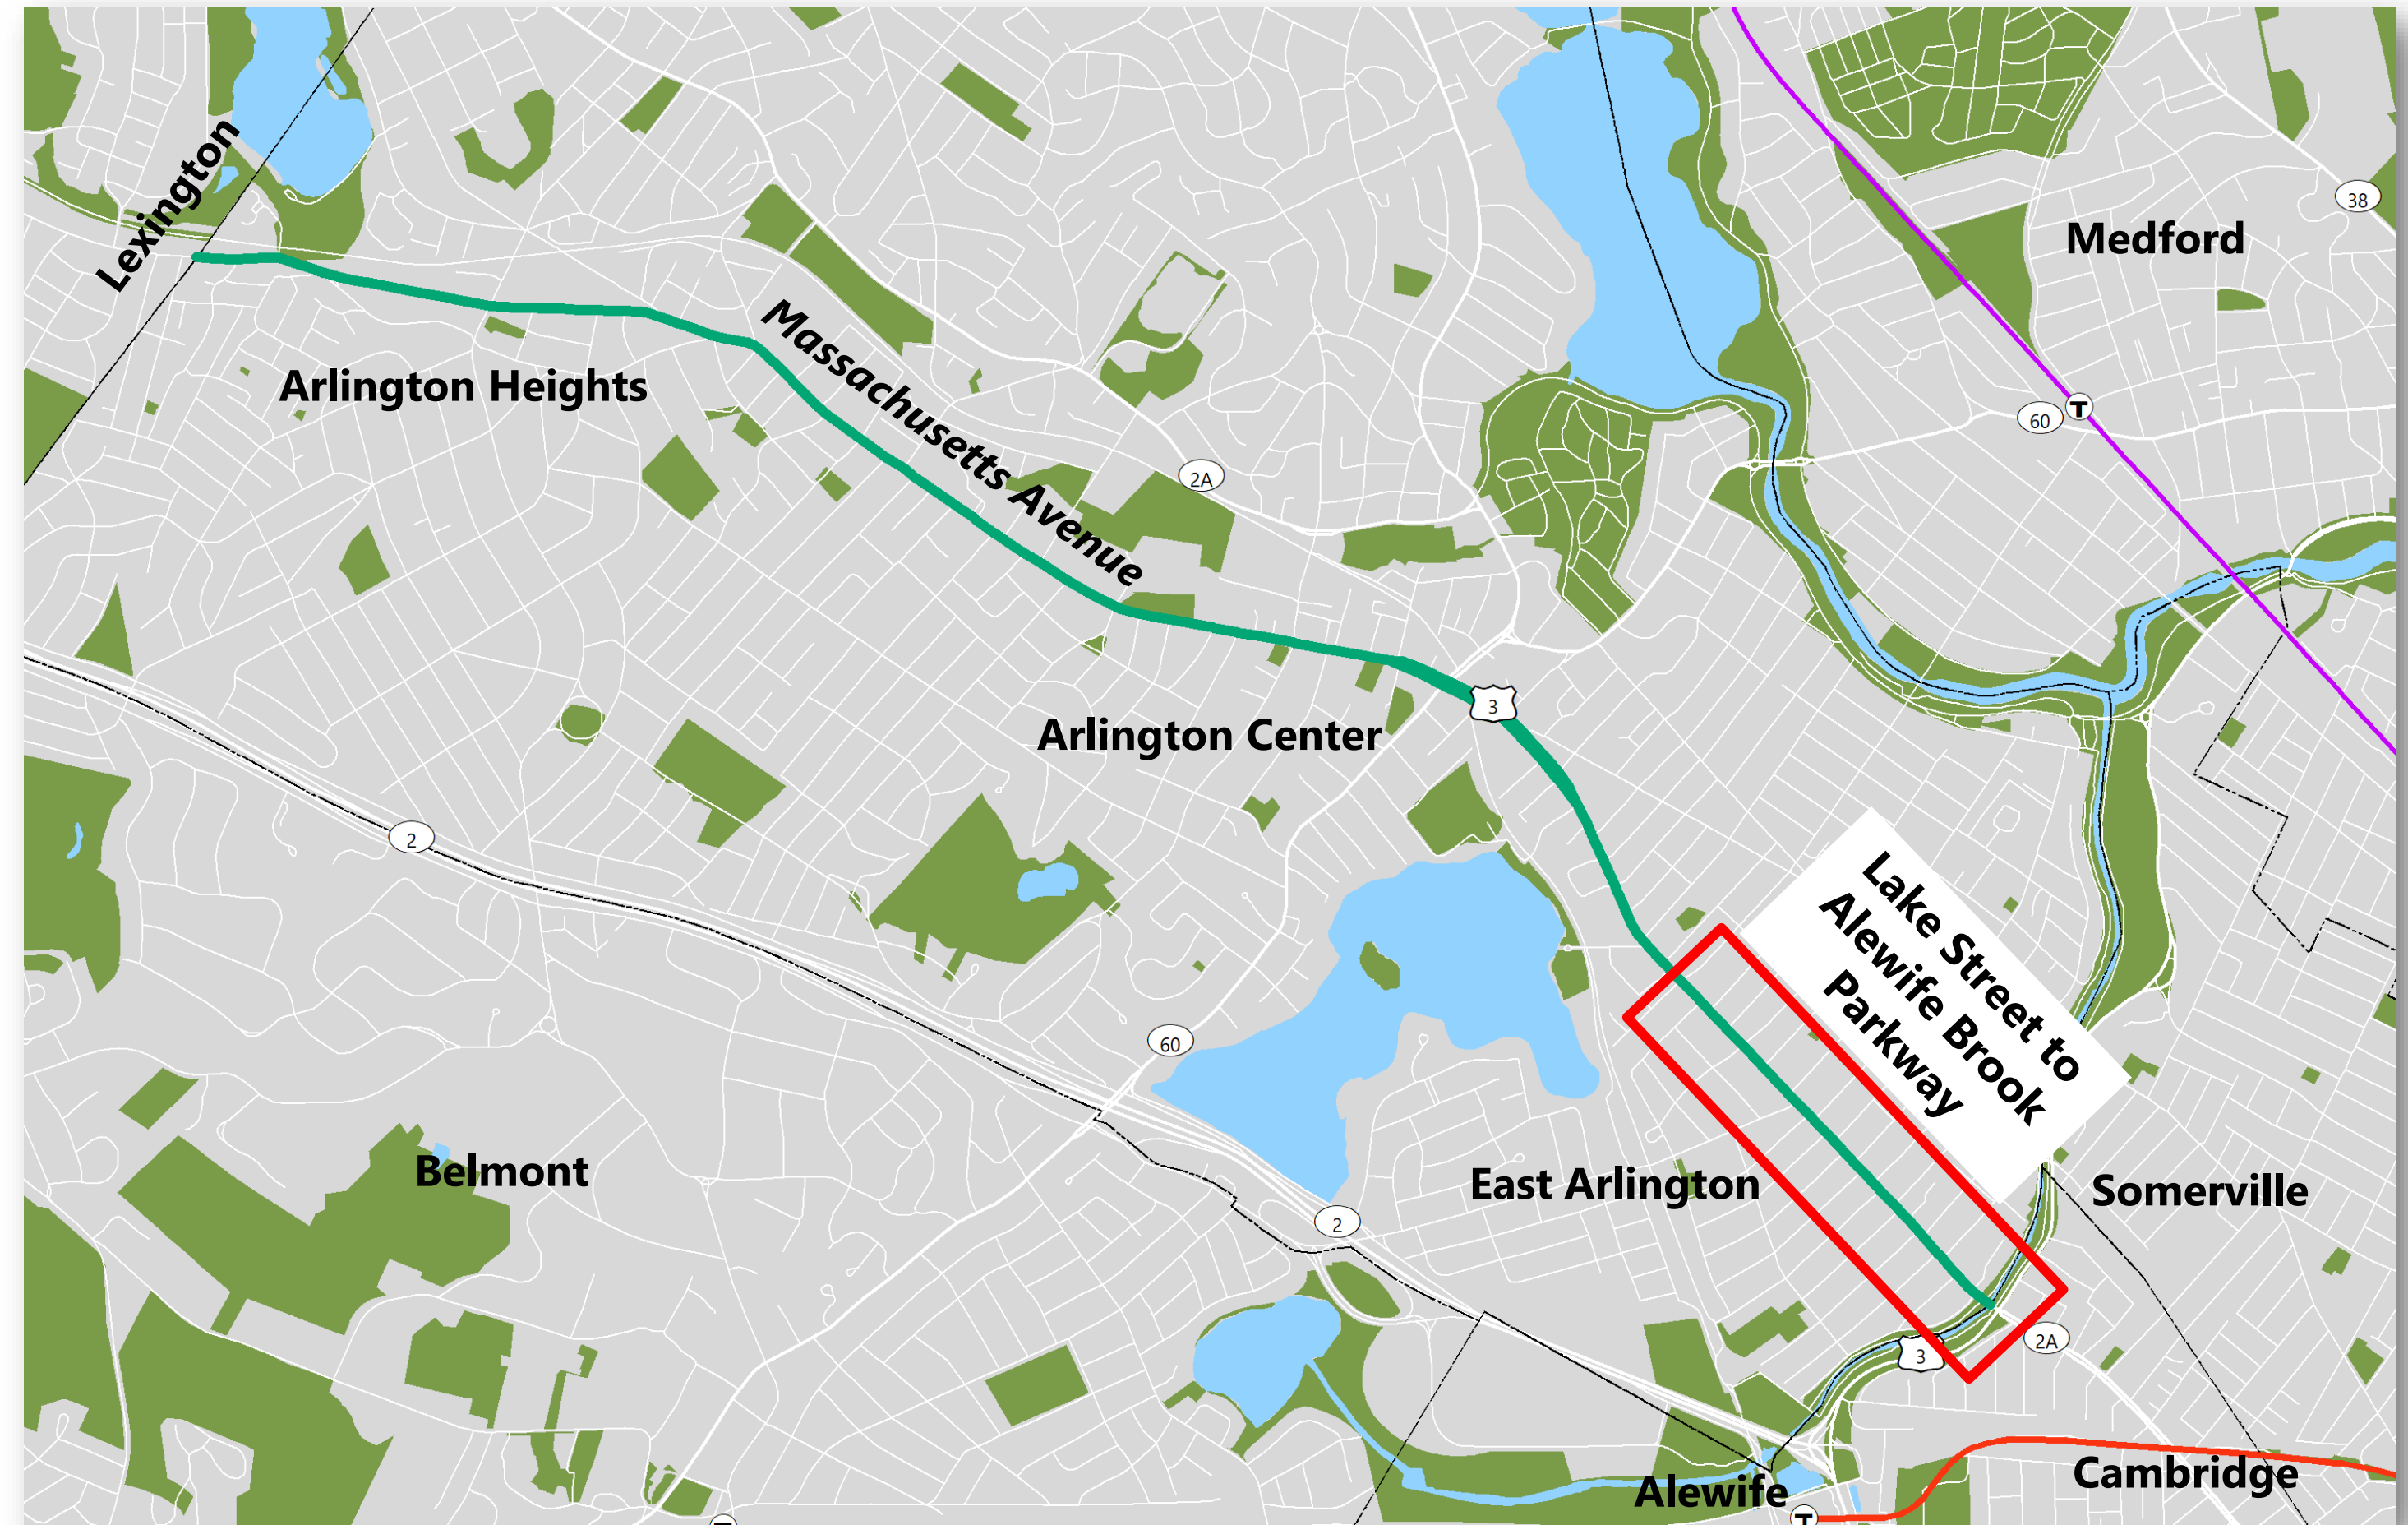 Lexington
38
Medford
Massachusetts Avenue
Arlington Heights
60
T
2A
3
Arlington Center
2
Lake Street to
Alewife Brook
Parkway
60
Belmont
East Arlington
Somerville
2
2A
3
Cambridge
Alewife
T
T